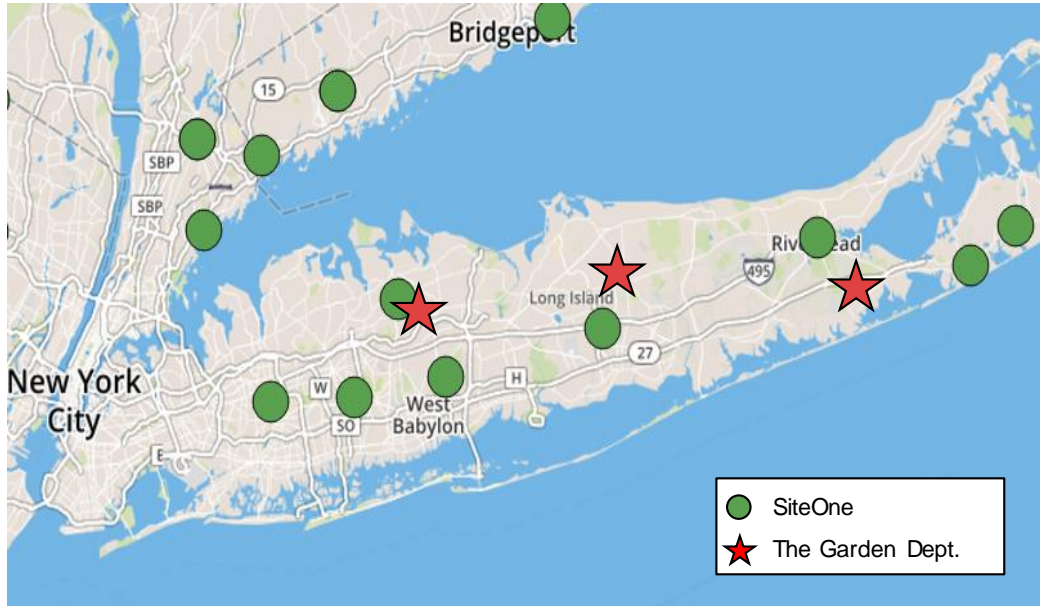 Bridgeport
15
SBP
SBP
Riverhead
495
Long Island
27
New York
City
W
H
West
Babylon
SO
E
SiteOne
The Garden Dept.